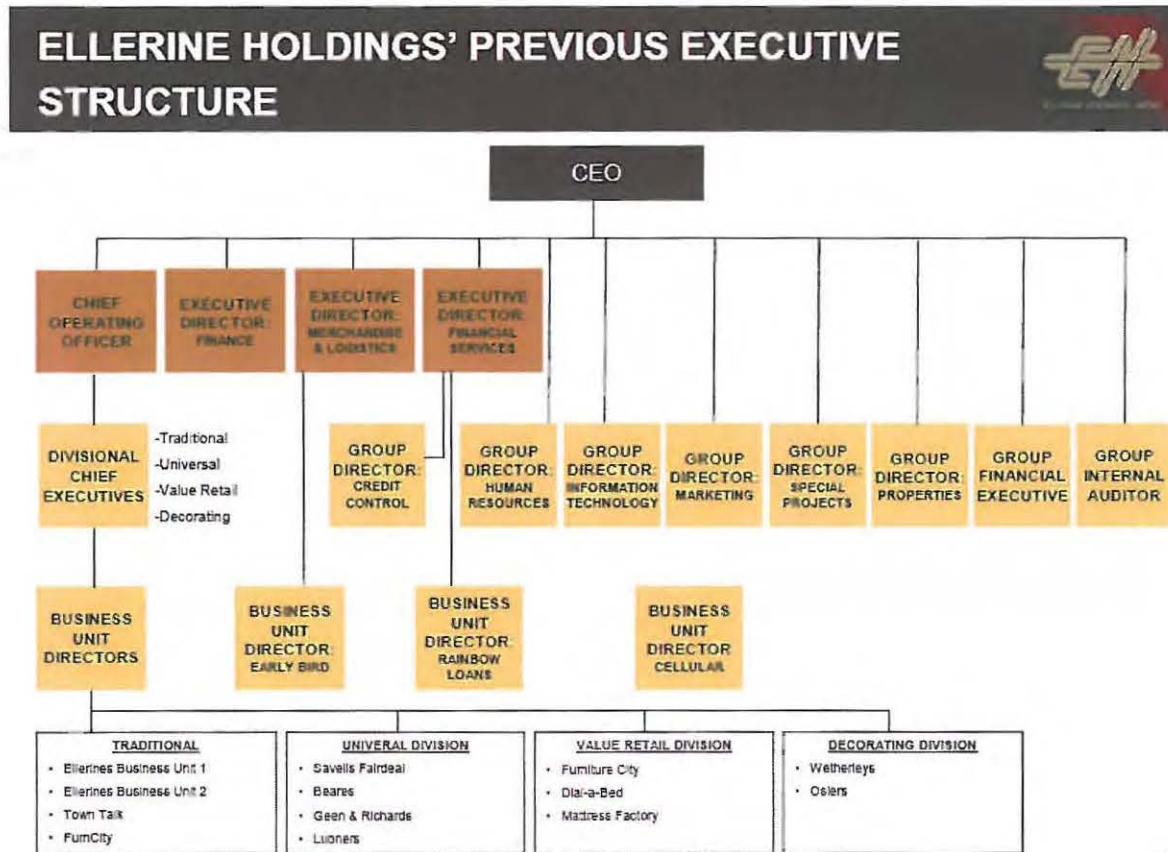 ELLERINE HOLDINGS' PREVIOUS EXECUTIVE
STRUCTURE
CEO
CHIEF
OPERATING
OFFICER
EXECUTIVE
DIRECTOR:
FINANCE
EXECUTIVE
DIRECTOR:
MERCHANDISE
& LOGISTICS
EXECUTIVE
DIRECTOR:
FINANCIAL
SERVICES
DIVISIONAL
CHIEF
EXECUTIVES
-Traditional
-Universal
-Value Retail
-Decorating
GROUP
DIRECTOR:
CREDIT
CONTROL
GROUP
DIRECTOR:
HUMAN
RESOURCES
GROUP
DIRECTOR:
INFORMATION
TECHNOLOGY
GROUP
DIRECTOR:
MARKETING
GROUP
DIRECTOR:
SPECIAL
PROJECTS
GROUP
DIRECTOR:
PROPERTIES
GROUP
FINANCIAL
EXECUTIVE
GROUP
INTERNAL
AUDITOR
BUSINESS
UNIT
DIRECTORS
BUSINESS
UNIT
DIRECTOR:
EARLY BIRD
BUSINESS
UNIT
DIRECTOR:
RAINBOW
LOANS
BUSINESS
UNIT
DIRECTOR
CELLULAR
TRADITIONAL
• Ellerines Business Unit 1
• Ellerines Business Unit 2
• Town Talk
• FurnCity
UNIVERAL DIVISION
• Savells Fairdeal
• Beares
• Geen & Richards
• Lubners
VALUE RETAIL DIVISION
• Furniture City
• Dial-a-Bed
• Mattress Factory
DECORATING DIVISION
• Wetherleys
• Osiers